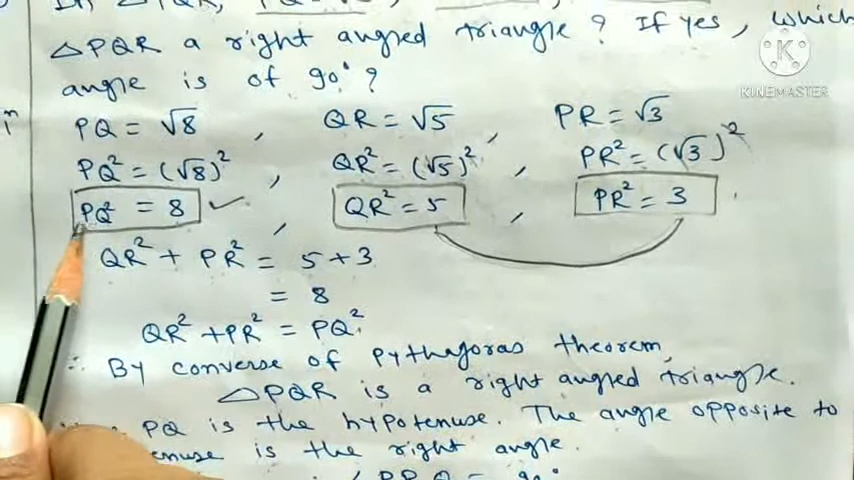 △PQR a right angled triangle ? If yes, which
angle is of 90° ?
PQ = √8 , QR = √5 , PR = √3
PQ² = (√8)² , QR² = (√5)² , PR² = (√3)²
PQ² = 8 , QR² = 5 , PR² = 3
QR² + PR² = 5 + 3
= 8
QR² + PR² = PQ²
∴ By converse of Pythagoras theorem,
△PQR is a right angled triangle.
PQ is the hypotenuse. The angle opposite to
is the right angle.
KINEMASTER